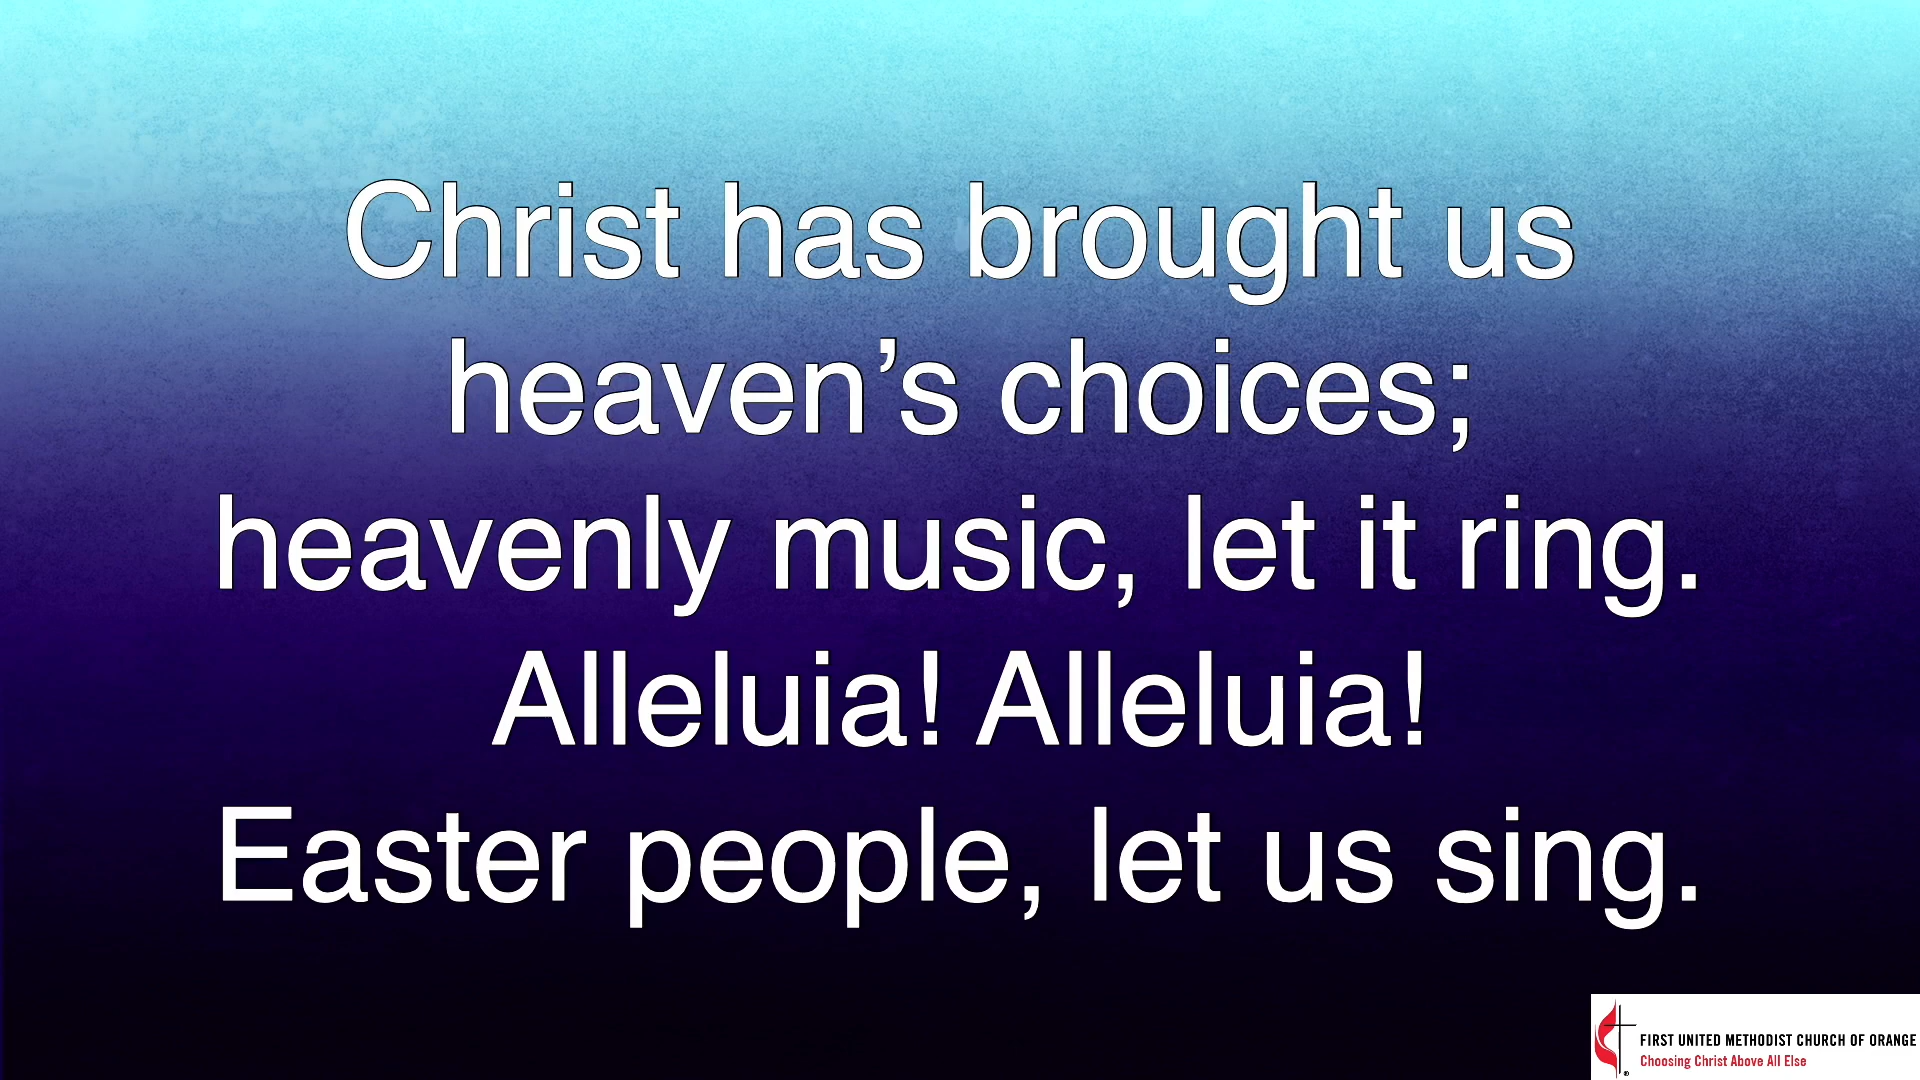 Christ has brought us
heaven’s choices;
heavenly music, let it ring.
Alleluia! Alleluia!
Easter people, let us sing.
FIRST UNITED METHODIST CHURCH OF ORANGE
Choosing Christ Above All Else
®